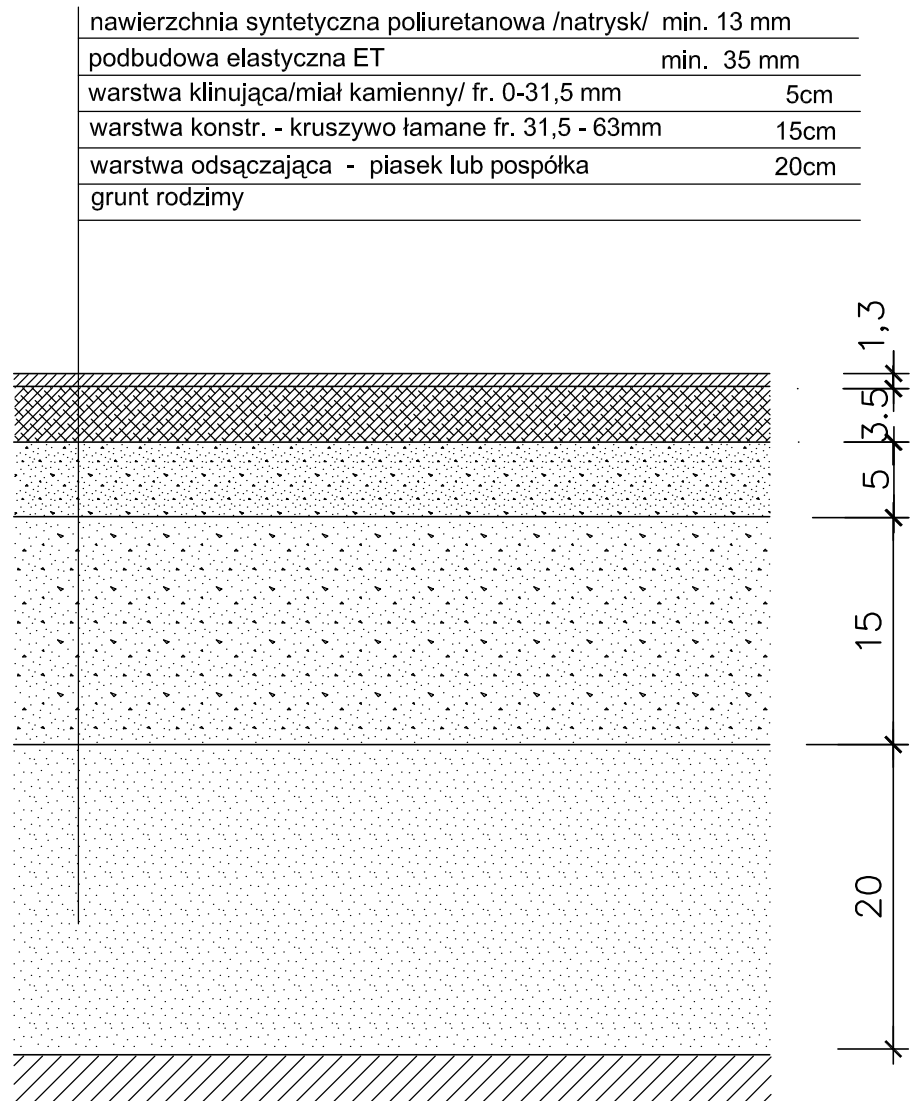 nawierzchnia syntetyczna poliuretanowa /natrysk/ min. 13 mm
podbudowa elastyczna ET min. 35 mm
warstwa klinująca/miał kamienny/ fr. 0-31,5 mm 5cm
warstwa konstr. - kruszywo łamane fr. 31,5 - 63mm 15cm
warstwa odsączająca - piasek lub pospółka 20cm
grunt rodzimy
1,3
3.5
5
15
20